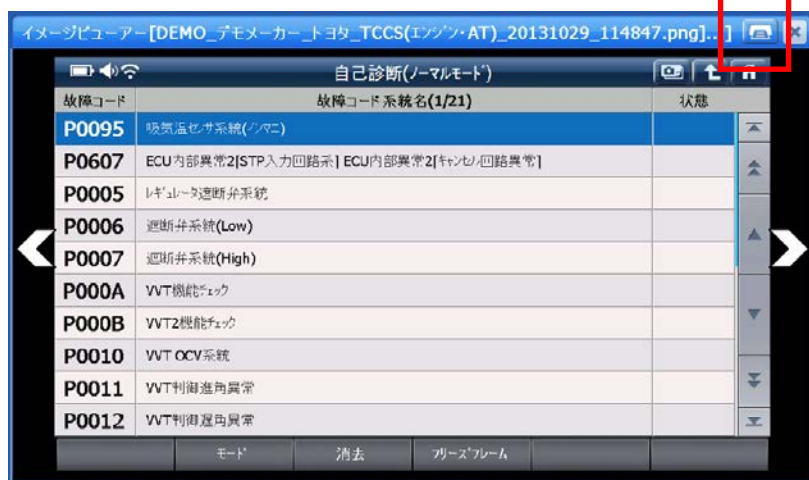 イメージビューアー[DEMO_デモメーカー_トヨタ_TCCS(エンジン・AT)_20131029_114847.png]...]
自己診断(ノーマルモード)
故障コード 故障コード系統名(1/21) 状態
P0095 吸気温センサ系統(インマニ)
P0607 ECU内部異常2[STP入力回路系] ECU内部異常2[キャンセル回路異常]
P0005 レギュレータ遮断弁系統
P0006 遮断弁系統(Low)
P0007 遮断弁系統(High)
P000A VVT機能チェック
P000B VVT2機能チェック
P0010 VVT OCV系統
P0011 VVT制御進角異常
P0012 VVT制御遅角異常
モード 消去 フリーズフレーム